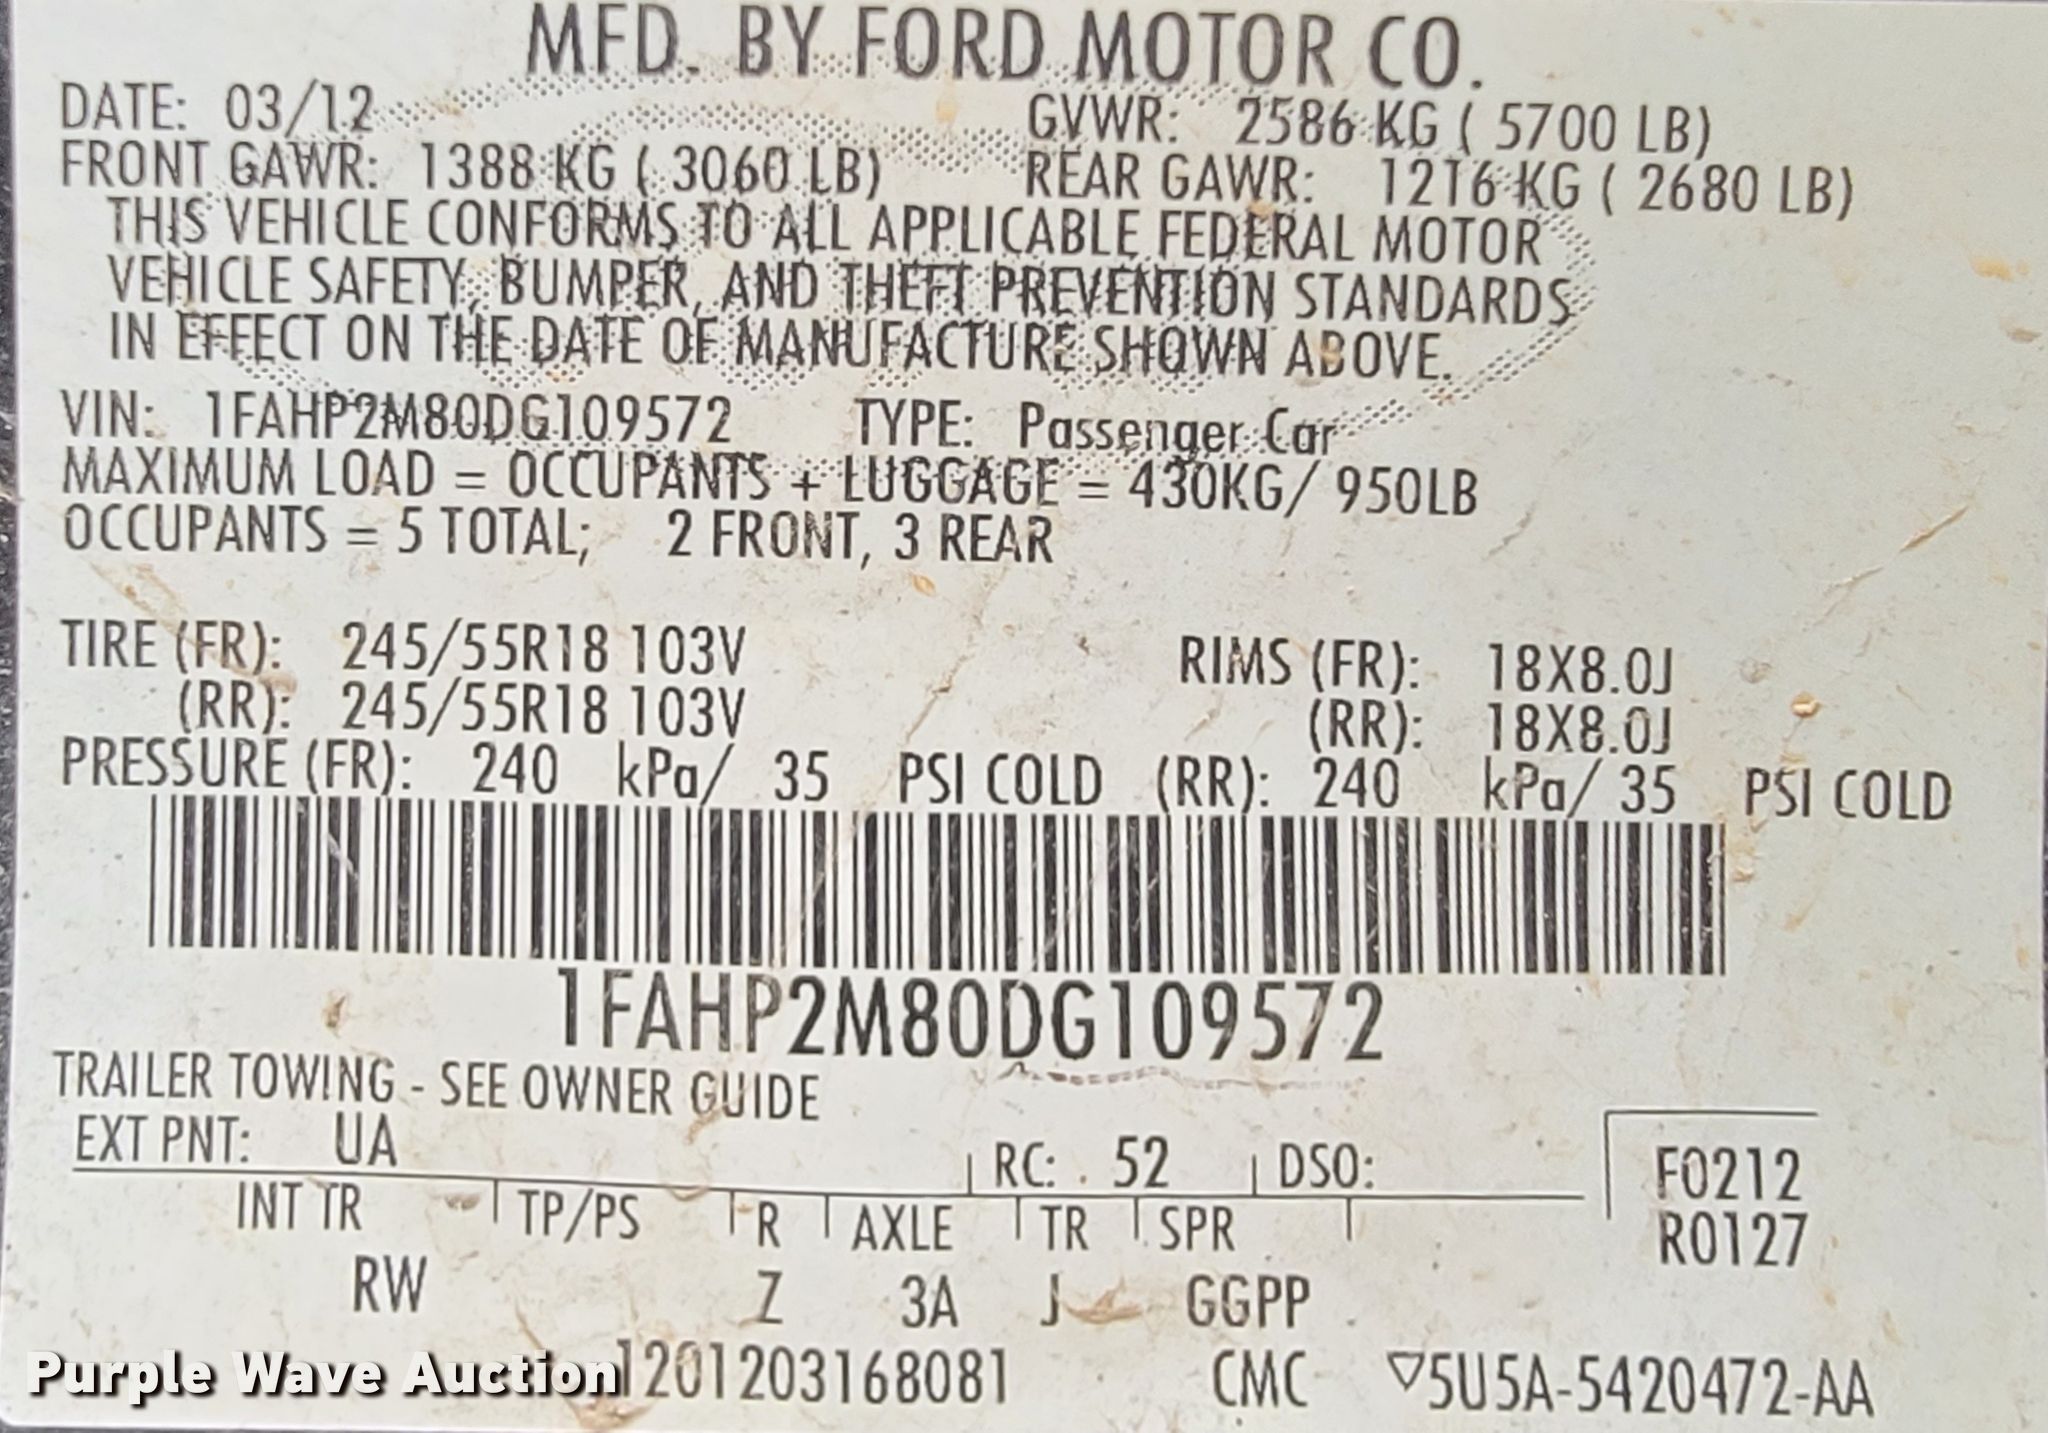 MFD. BY FORD MOTOR CO.
DATE: 03/12 GVWR: 2586 KG ( 5700 LB)
FRONT GAWR: 1388 KG ( 3060 LB) REAR GAWR: 1216 KG ( 2680 LB)
THIS VEHICLE CONFORMS TO ALL APPLICABLE FEDERAL MOTOR
VEHICLE SAFETY, BUMPER, AND THEFT PREVENTION STANDARDS
IN EFFECT ON THE DATE OF MANUFACTURE SHOWN ABOVE.
VIN: 1FAHP2M80DG109572 TYPE: Passenger Car
MAXIMUM LOAD = OCCUPANTS + LUGGAGE = 430KG/ 950LB
OCCUPANTS = 5 TOTAL; 2 FRONT, 3 REAR
TIRE (FR): 245/55R18 103V RIMS (FR): 18X8.0J
(RR): 245/55R18 103V (RR): 18X8.0J
PRESSURE (FR): 240 kPa/ 35 PSI COLD (RR): 240 kPa/ 35 PSI COLD
1FAHP2M80DG109572
TRAILER TOWING - SEE OWNER GUIDE
EXT PNT: UA RC: 52 DSO: F0212
INT TR TP/PS R AXLE TR SPR R0127
RW Z 3A J GGPP
Purple Wave Auction 1201203168081 CMC ▽5U5A-5420472-AA